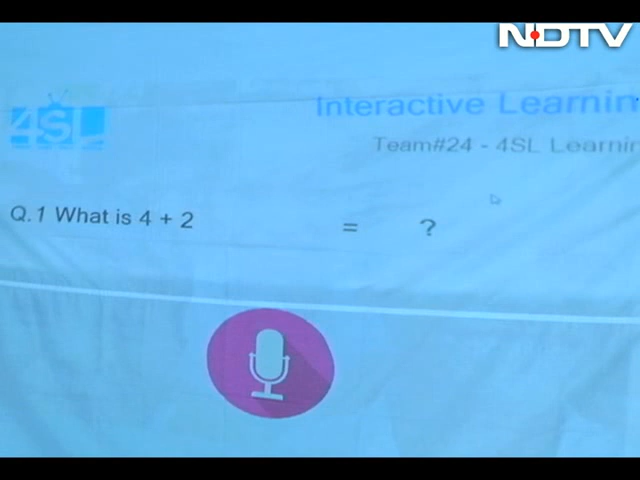 NDTV
4SL
Interactive Learnin
Team#24 - 4SL Learnin
Q.1 What is 4 + 2 = ?